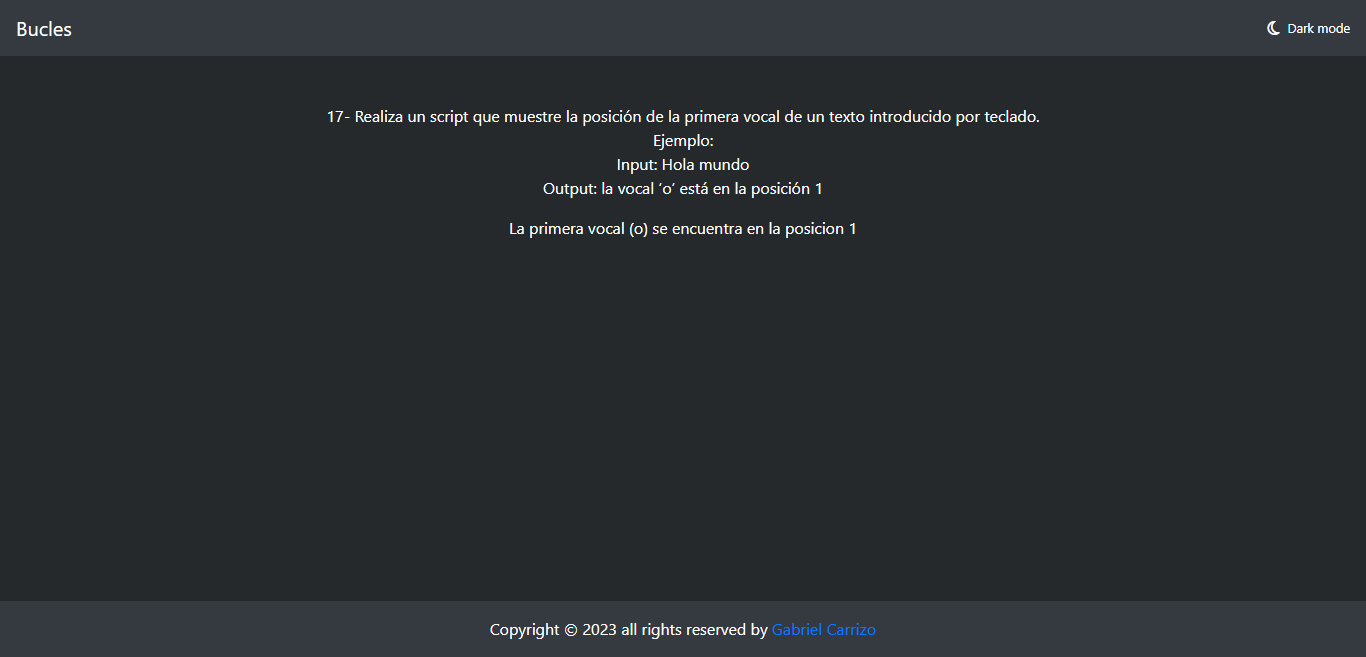 Bucles
Dark mode
17- Realiza un script que muestre la posición de la primera vocal de un texto introducido por teclado.
Ejemplo:
Input: Hola mundo
Output: la vocal ‘o’ está en la posición 1
La primera vocal (o) se encuentra en la posicion 1
Copyright © 2023 all rights reserved by Gabriel Carrizo